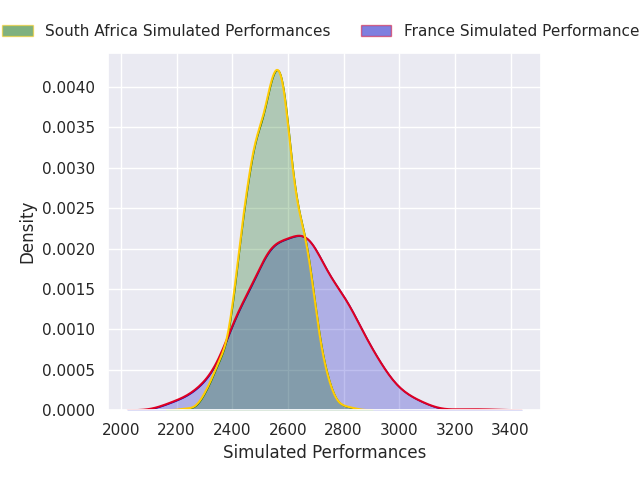 South Africa Simulated Performances France Simulated Performance
0.0040
0.0035
0.0030
0.0025
0.0020
0.0015
0.0010
0.0005
0.0000
Density
2000 2200 2400 2600 2800 3000 3200 3400
Simulated Performances